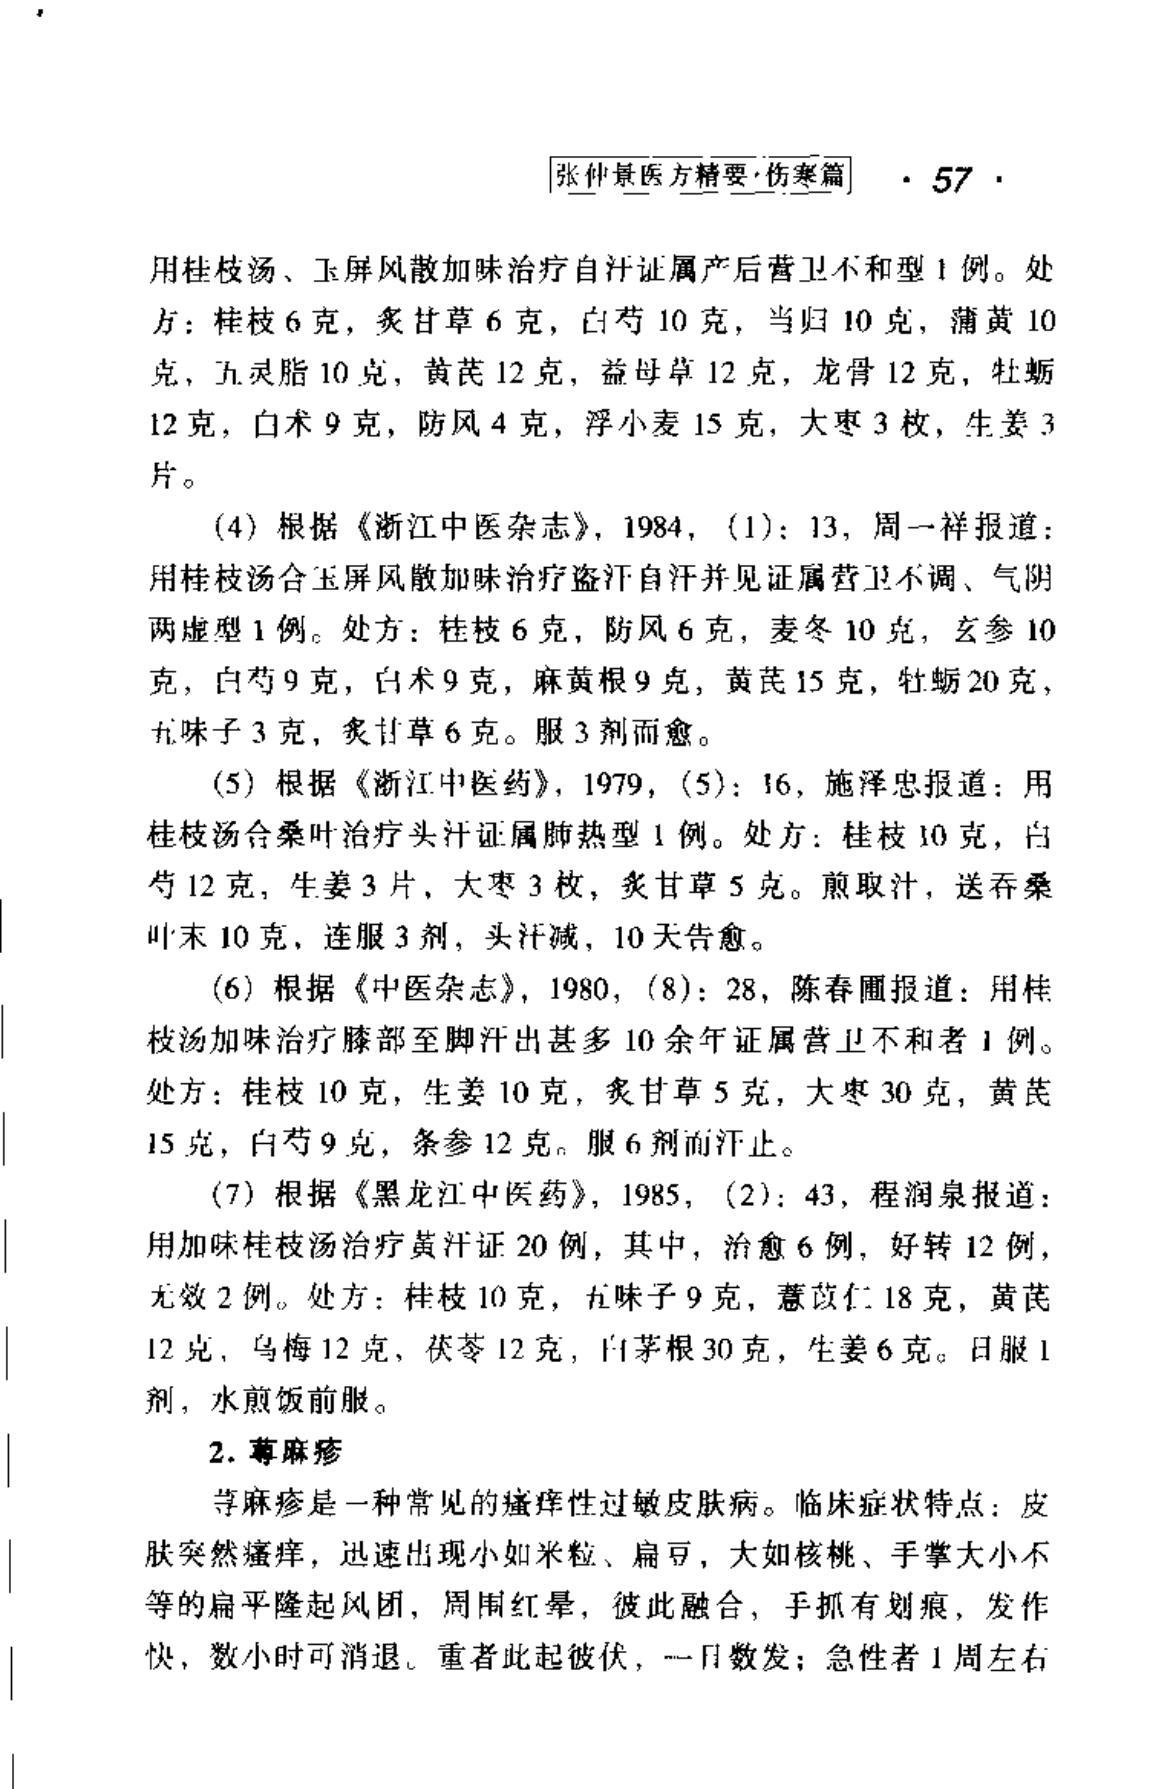 张仲景医方精要·伤寒篇 · 57 ·
用桂枝汤、玉屏风散加味治疗自汗证属产后营卫不和型 1 例。处
方：桂枝 6 克，炙甘草 6 克，白芍 10 克，当归 10 克，蒲黄 10
克，五灵脂 10 克，黄芪 12 克，益母草 12 克，龙骨 12 克，牡蛎
12 克，白术 9 克，防风 4 克，浮小麦 15 克，大枣 3 枚，生姜 3
片。
(4) 根据《浙江中医杂志》，1984，(1)：13，周一祥报道：
用桂枝汤合玉屏风散加味治疗盗汗自汗并见证属营卫不调、气阴
两虚型 1 例。处方：桂枝 6 克，防风 6 克，麦冬 10 克，玄参 10
克，白芍 9 克，白术 9 克，麻黄根 9 克，黄芪 15 克，牡蛎 20 克，
五味子 3 克，炙甘草 6 克。服 3 剂而愈。
(5) 根据《浙江中医药》，1979，(5)：16，施泽忠报道：用
桂枝汤合桑叶治疗头汗证属肺热型 1 例。处方：桂枝 10 克，白
芍 12 克，生姜 3 片，大枣 3 枚，炙甘草 5 克。煎取汁，送吞桑
叶末 10 克，连服 3 剂，头汗减，10 天告愈。
(6) 根据《中医杂志》，1980，(8)：28，陈春圃报道：用桂
枝汤加味治疗膝部至脚汗出甚多 10 余年证属营卫不和者 1 例。
处方：桂枝 10 克，生姜 10 克，炙甘草 5 克，大枣 30 克，黄芪
15 克，白芍 9 克，条参 12 克。服 6 剂而汗止。
(7) 根据《黑龙江中医药》，1985，(2)：43，程润泉报道：
用加味桂枝汤治疗黄汗证 20 例，其中，治愈 6 例，好转 12 例，
无效 2 例。处方：桂枝 10 克，五味子 9 克，薏苡仁 18 克，黄芪
12 克，乌梅 12 克，茯苓 12 克，白茅根 30 克，生姜 6 克。日服 1
剂，水煎饭前服。
2. 荨麻疹
荨麻疹是一种常见的瘙痒性过敏皮肤病。临床症状特点：皮
肤突然瘙痒，迅速出现小如米粒、扁豆，大如核桃、手掌大小不
等的扁平隆起风团，周围红晕，彼此融合，手抓有划痕，发作
快，数小时可消退。重者此起彼伏，一日数发；急性者 1 周左右